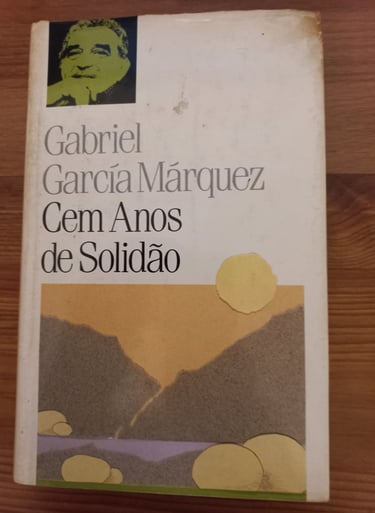 Gabriel
García Márquez
Cem Anos
de Solidão